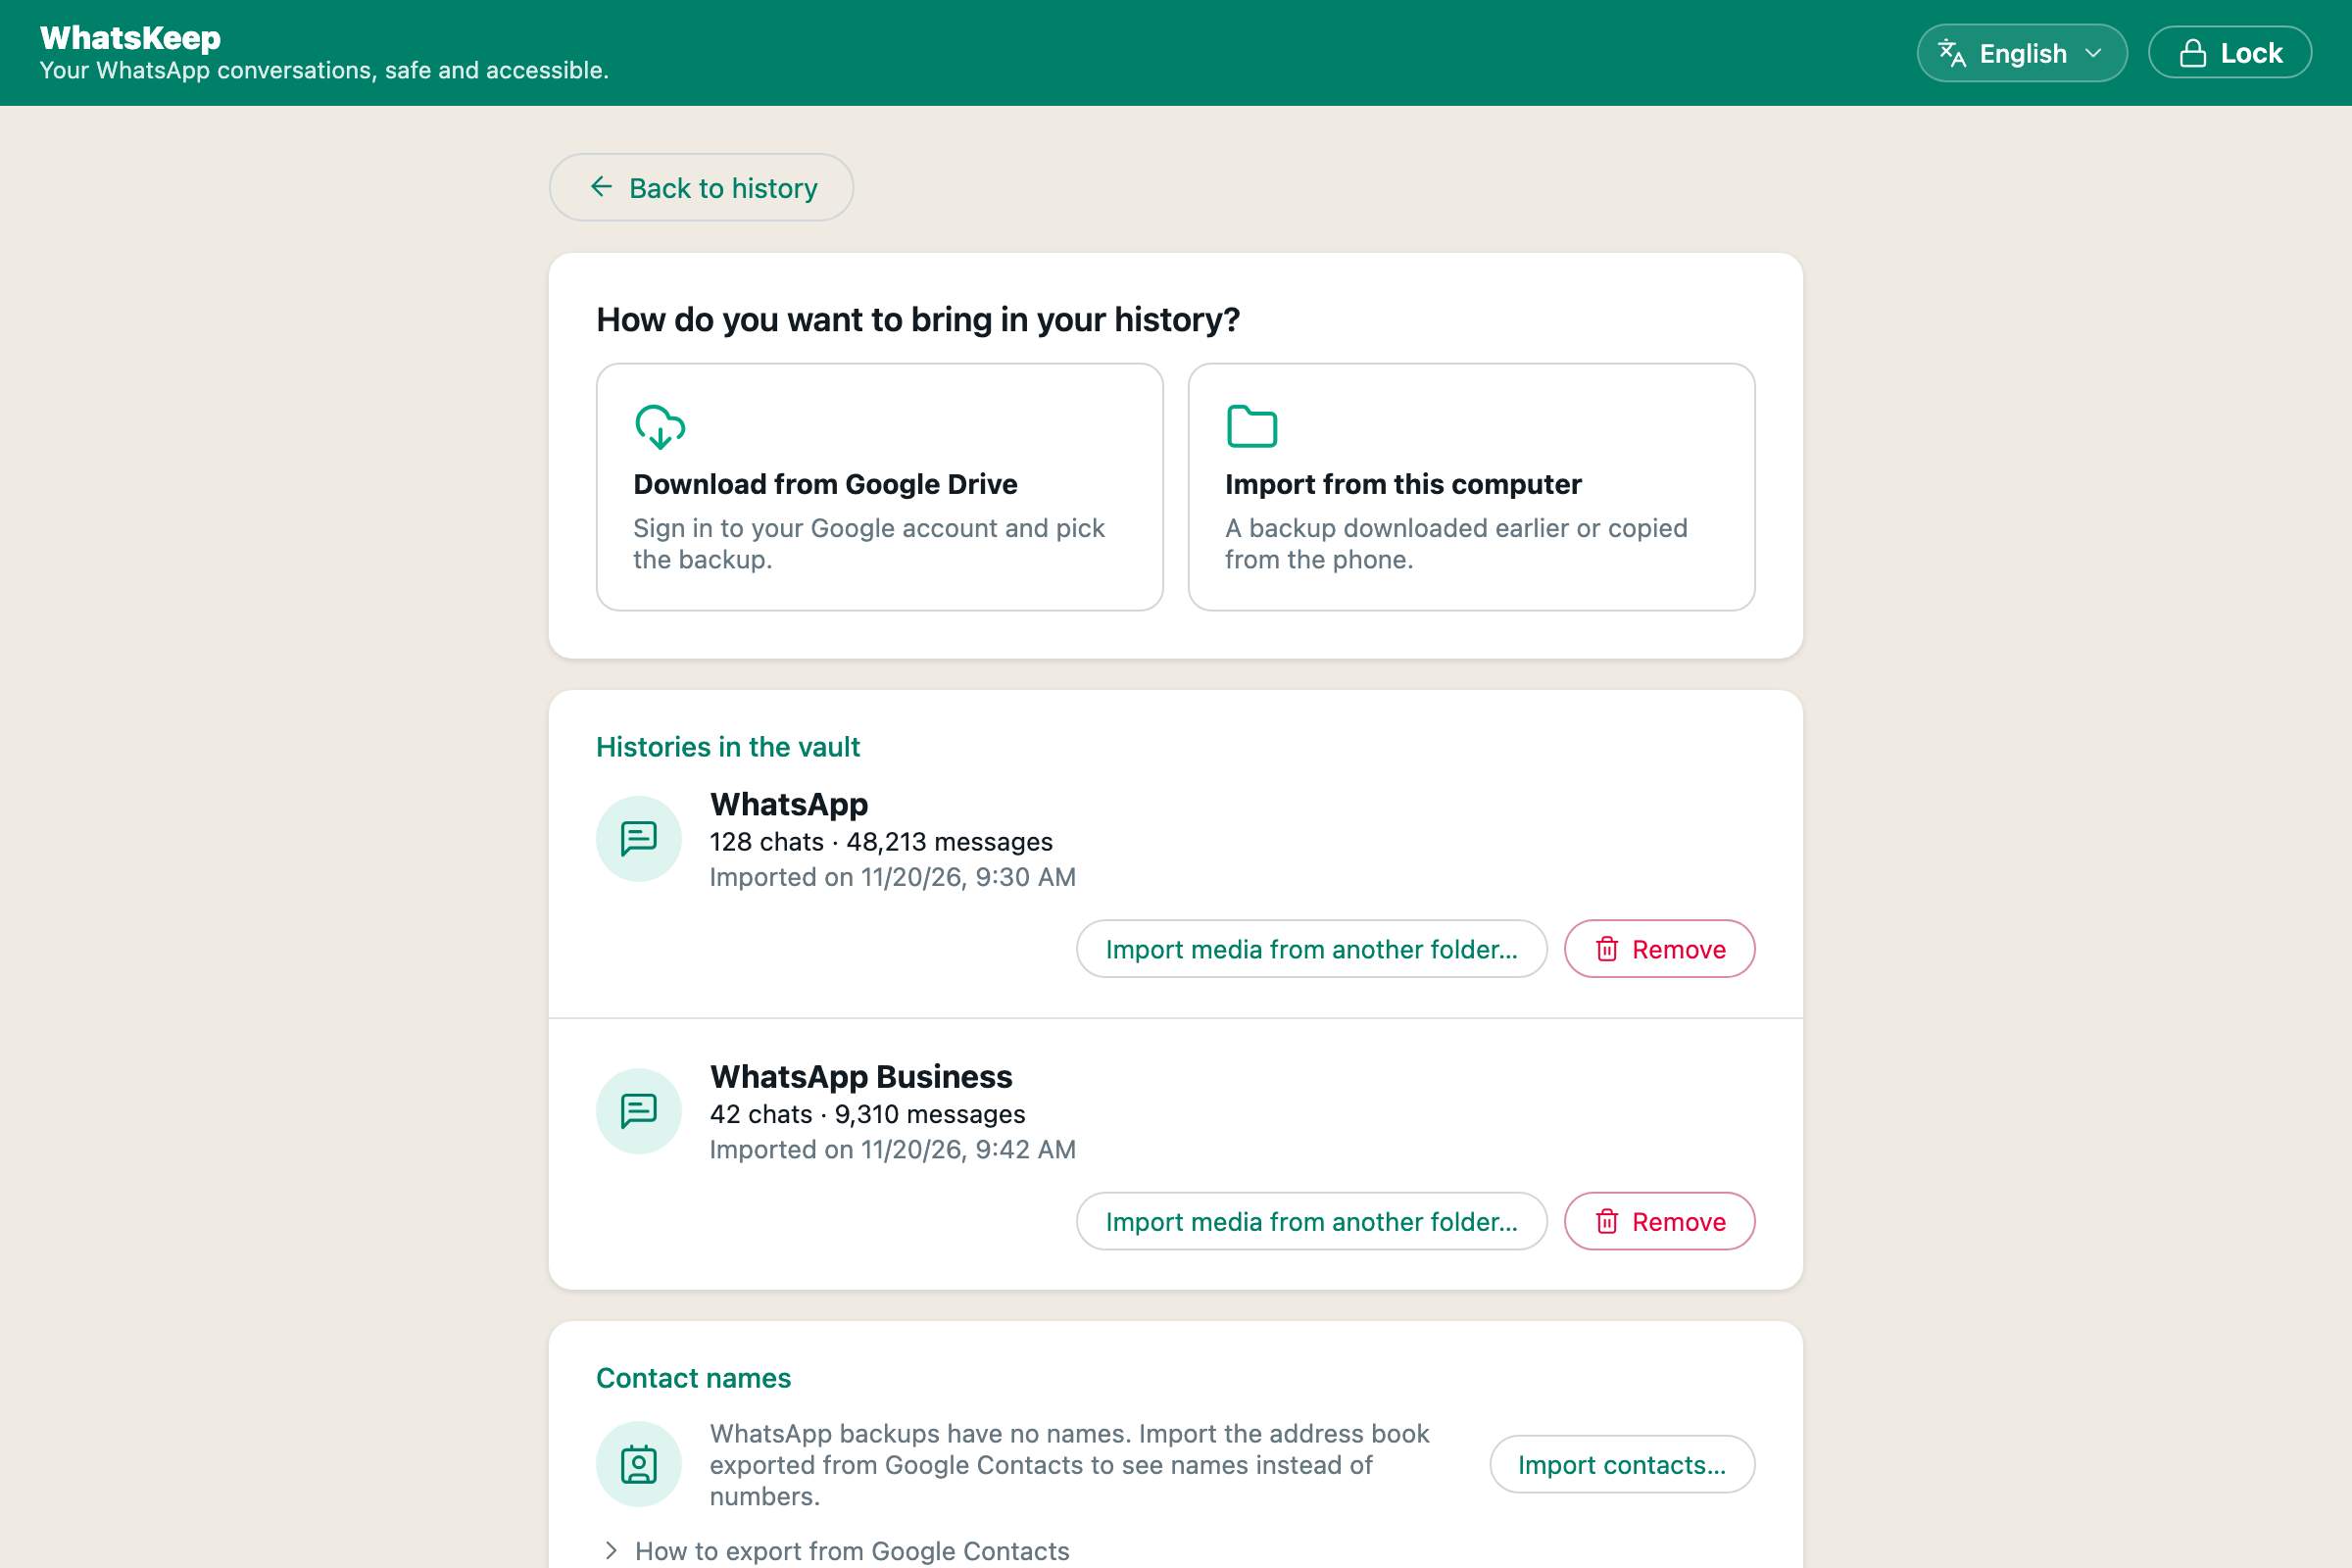 WhatsKeep
Your WhatsApp conversations, safe and accessible.
English
Lock
Back to history
How do you want to bring in your history?
Download from Google Drive
Sign in to your Google account and pick
the backup.
Import from this computer
A backup downloaded earlier or copied
from the phone.
Histories in the vault
WhatsApp
128 chats · 48,213 messages
Imported on 11/20/26, 9:30 AM
Import media from another folder...
Remove
WhatsApp Business
42 chats · 9,310 messages
Imported on 11/20/26, 9:42 AM
Import media from another folder...
Remove
Contact names
WhatsApp backups have no names. Import the address book
exported from Google Contacts to see names instead of
numbers.
Import contacts...
How to export from Google Contacts